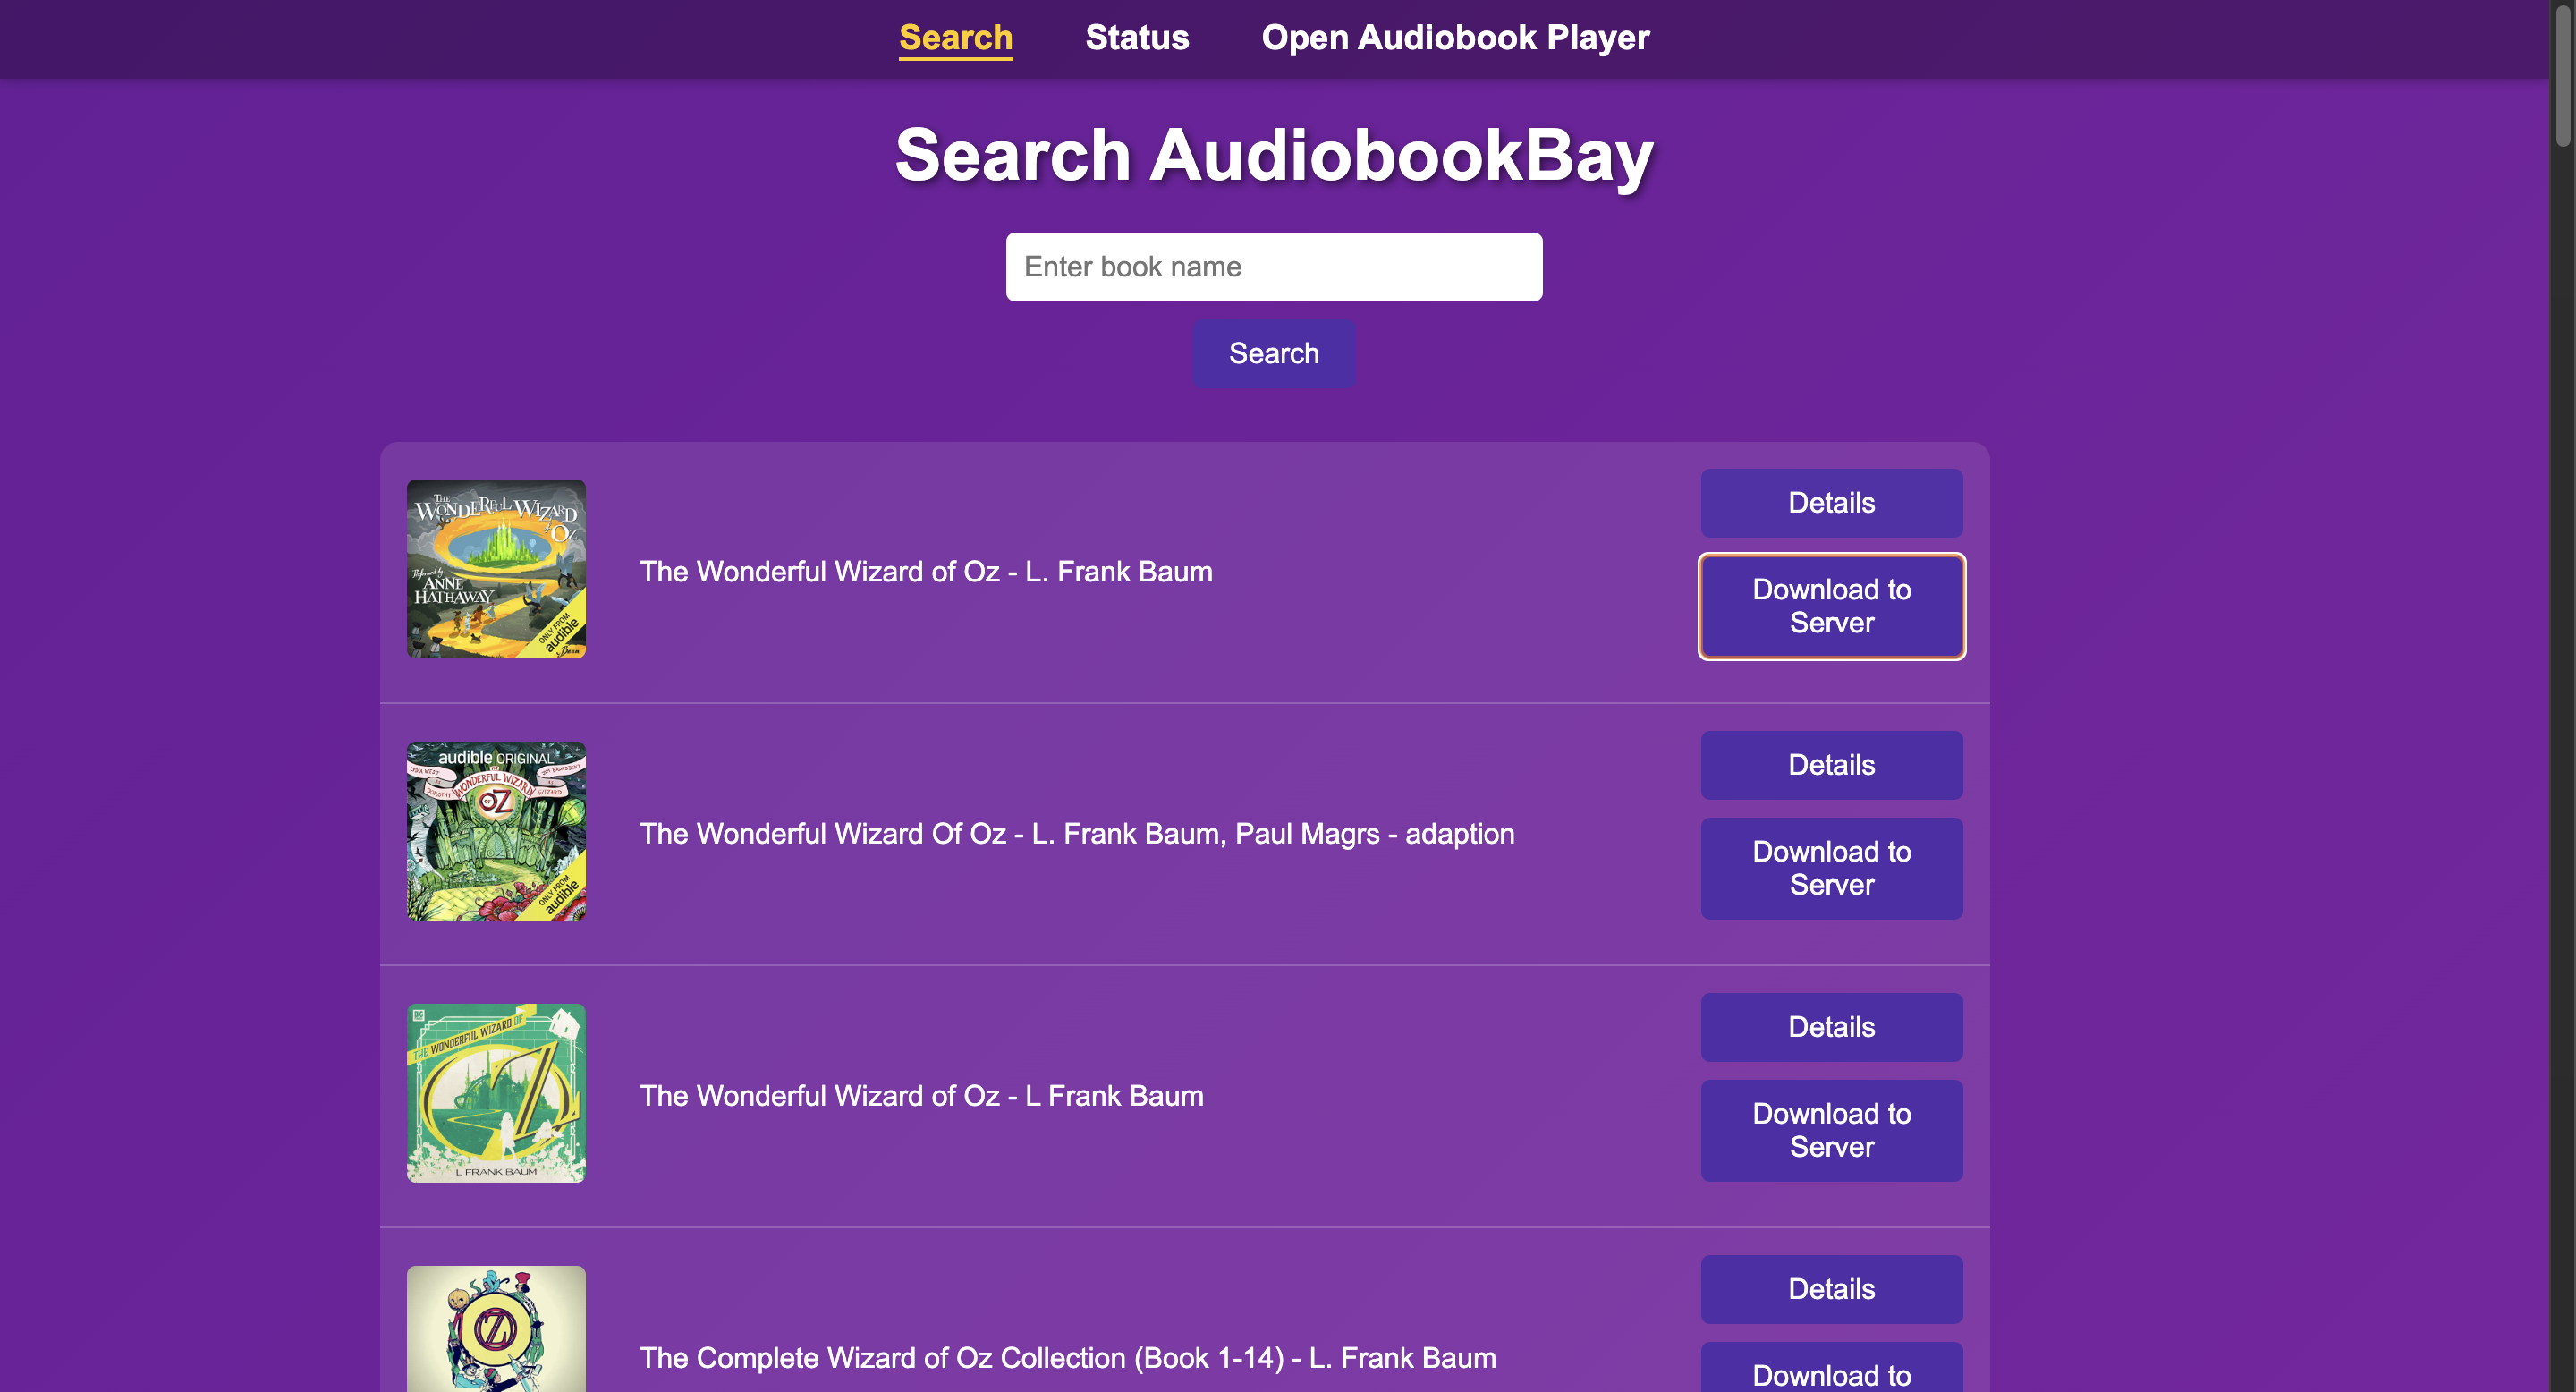 Search Status Open Audiobook Player
Search AudiobookBay
Enter book name
Search
THE
WONDERFUL WIZARD
OZ
Performed by
ANNE
HATHAWAY
ONLY FROM
audible
The Wonderful Wizard of Oz - L. Frank Baum
Details
Download to
Server
audible ORIGINAL
WONDERFUL WIZARD
OF
OZ
DOROTHY
WIZARD
ONLY FROM
audible
The Wonderful Wizard Of Oz - L. Frank Baum, Paul Magrs - adaption
Details
Download to
Server
THE WONDERFUL WIZARD OF
OZ
L FRANK BAUM
The Wonderful Wizard of Oz - L Frank Baum
Details
Download to
Server
OZ
The Complete Wizard of Oz Collection (Book 1-14) - L. Frank Baum
Details
Download to